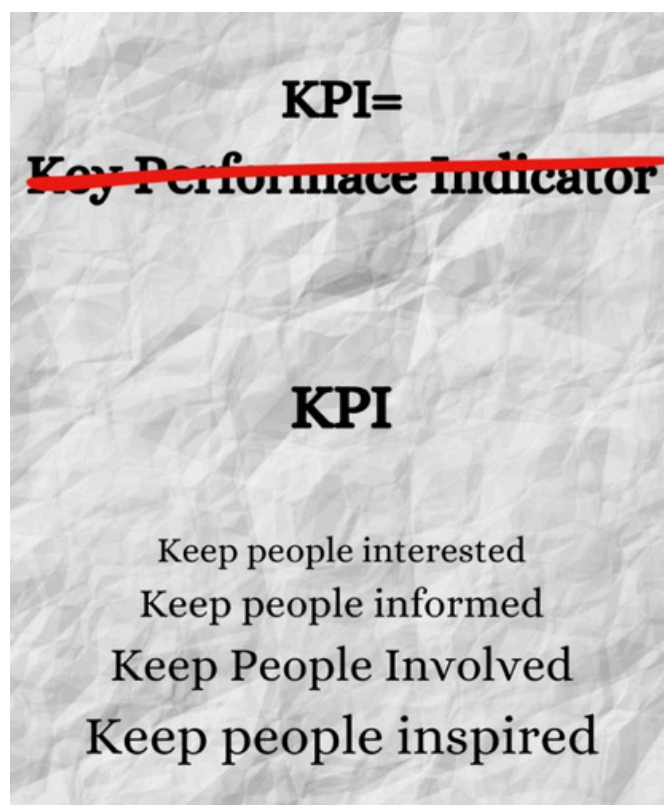 KPI=
Key Performace Indicator
KPI
Keep people interested
Keep people informed
Keep People Involved
Keep people inspired